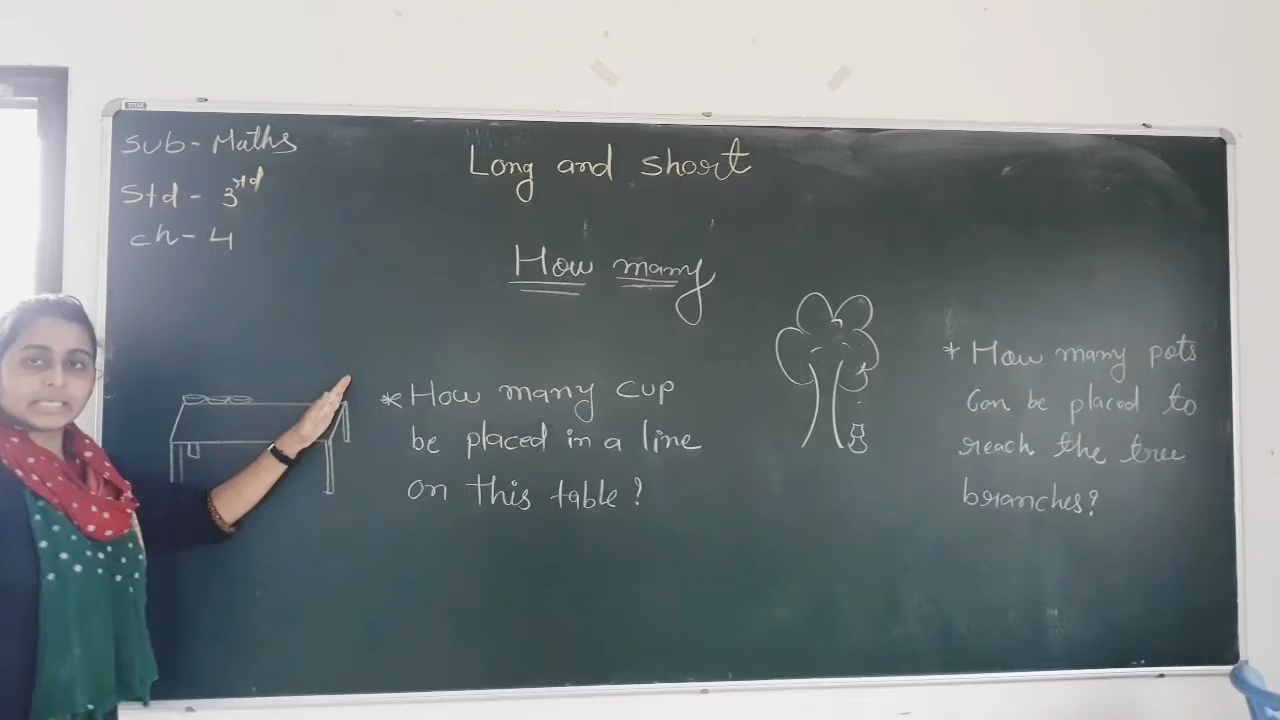 Sub - Maths
Std - 3rd
ch - 4
Long and short
How many
* How many cup
be placed in a line
on this table?
* How many pots
Can be placed to
reach the tree
branches?